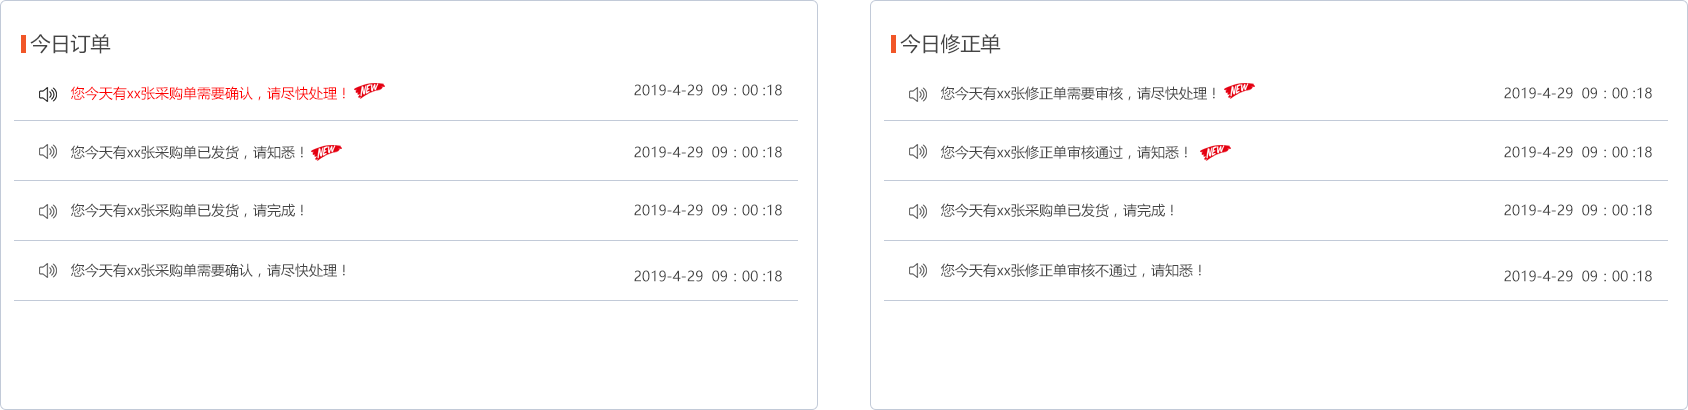 今日订单
您今天有xx张采购单需要确认，请尽快处理！ NEW 2019-4-29 09：00 :18
您今天有xx张采购单已发货，请知悉！ NEW 2019-4-29 09：00 :18
您今天有xx张采购单已发货，请完成！ 2019-4-29 09：00 :18
您今天有xx张采购单需要确认，请尽快处理！ 2019-4-29 09：00 :18
今日修正单
您今天有xx张修正单需要审核，请尽快处理！ NEW 2019-4-29 09：00 :18
您今天有xx张修正单审核通过，请知悉！ NEW 2019-4-29 09：00 :18
您今天有xx张采购单已发货，请完成！ 2019-4-29 09：00 :18
您今天有xx张修正单审核不通过，请知悉！ 2019-4-29 09：00 :18